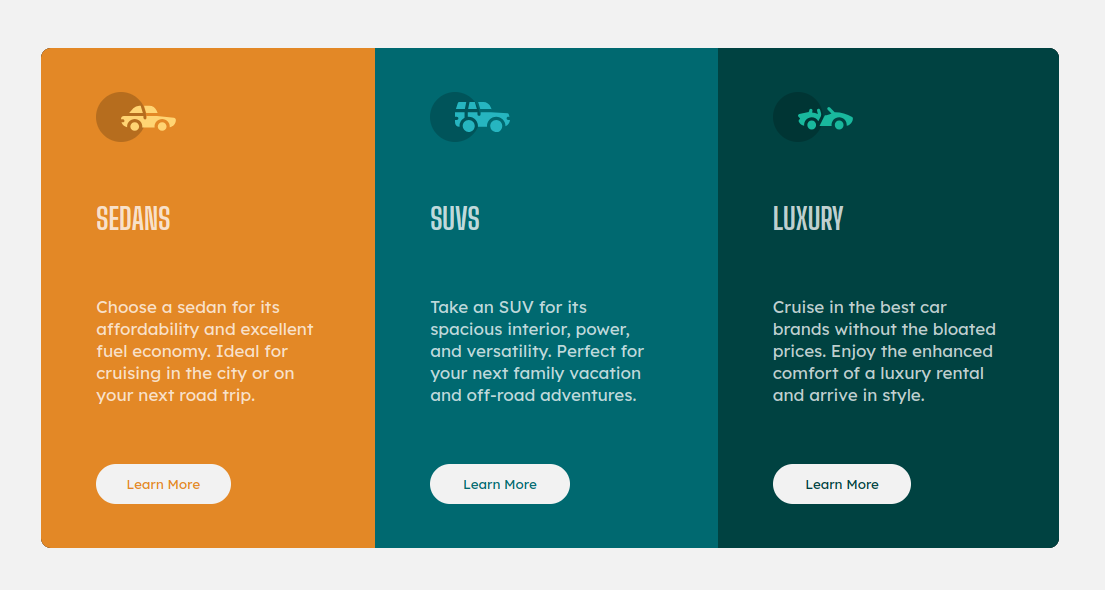 SEDANS
Choose a sedan for its
affordability and excellent
fuel economy. Ideal for
cruising in the city or on
your next road trip.
Learn More
SUVS
Take an SUV for its
spacious interior, power,
and versatility. Perfect for
your next family vacation
and off-road adventures.
Learn More
LUXURY
Cruise in the best car
brands without the bloated
prices. Enjoy the enhanced
comfort of a luxury rental
and arrive in style.
Learn More